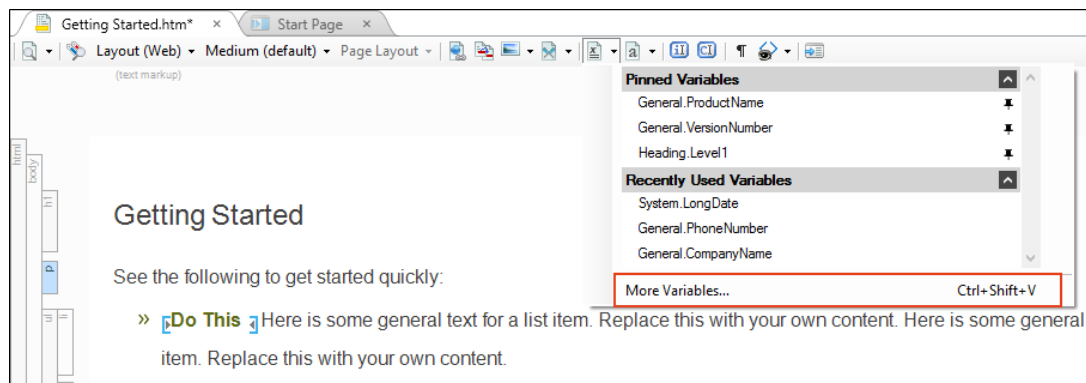 Getting Started.htm* × Start Page ×
Layout (Web) Medium (default) Page Layout
(text markup)
Pinned Variables
General.ProductName
General.VersionNumber
Heading.Level1
Recently Used Variables
System.LongDate
General.PhoneNumber
General.CompanyName
More Variables... Ctrl+Shift+V
html
body
h1
p
Getting Started
See the following to get started quickly:
» Do This Here is some general text for a list item. Replace this with your own content. Here is some general
item. Replace this with your own content.